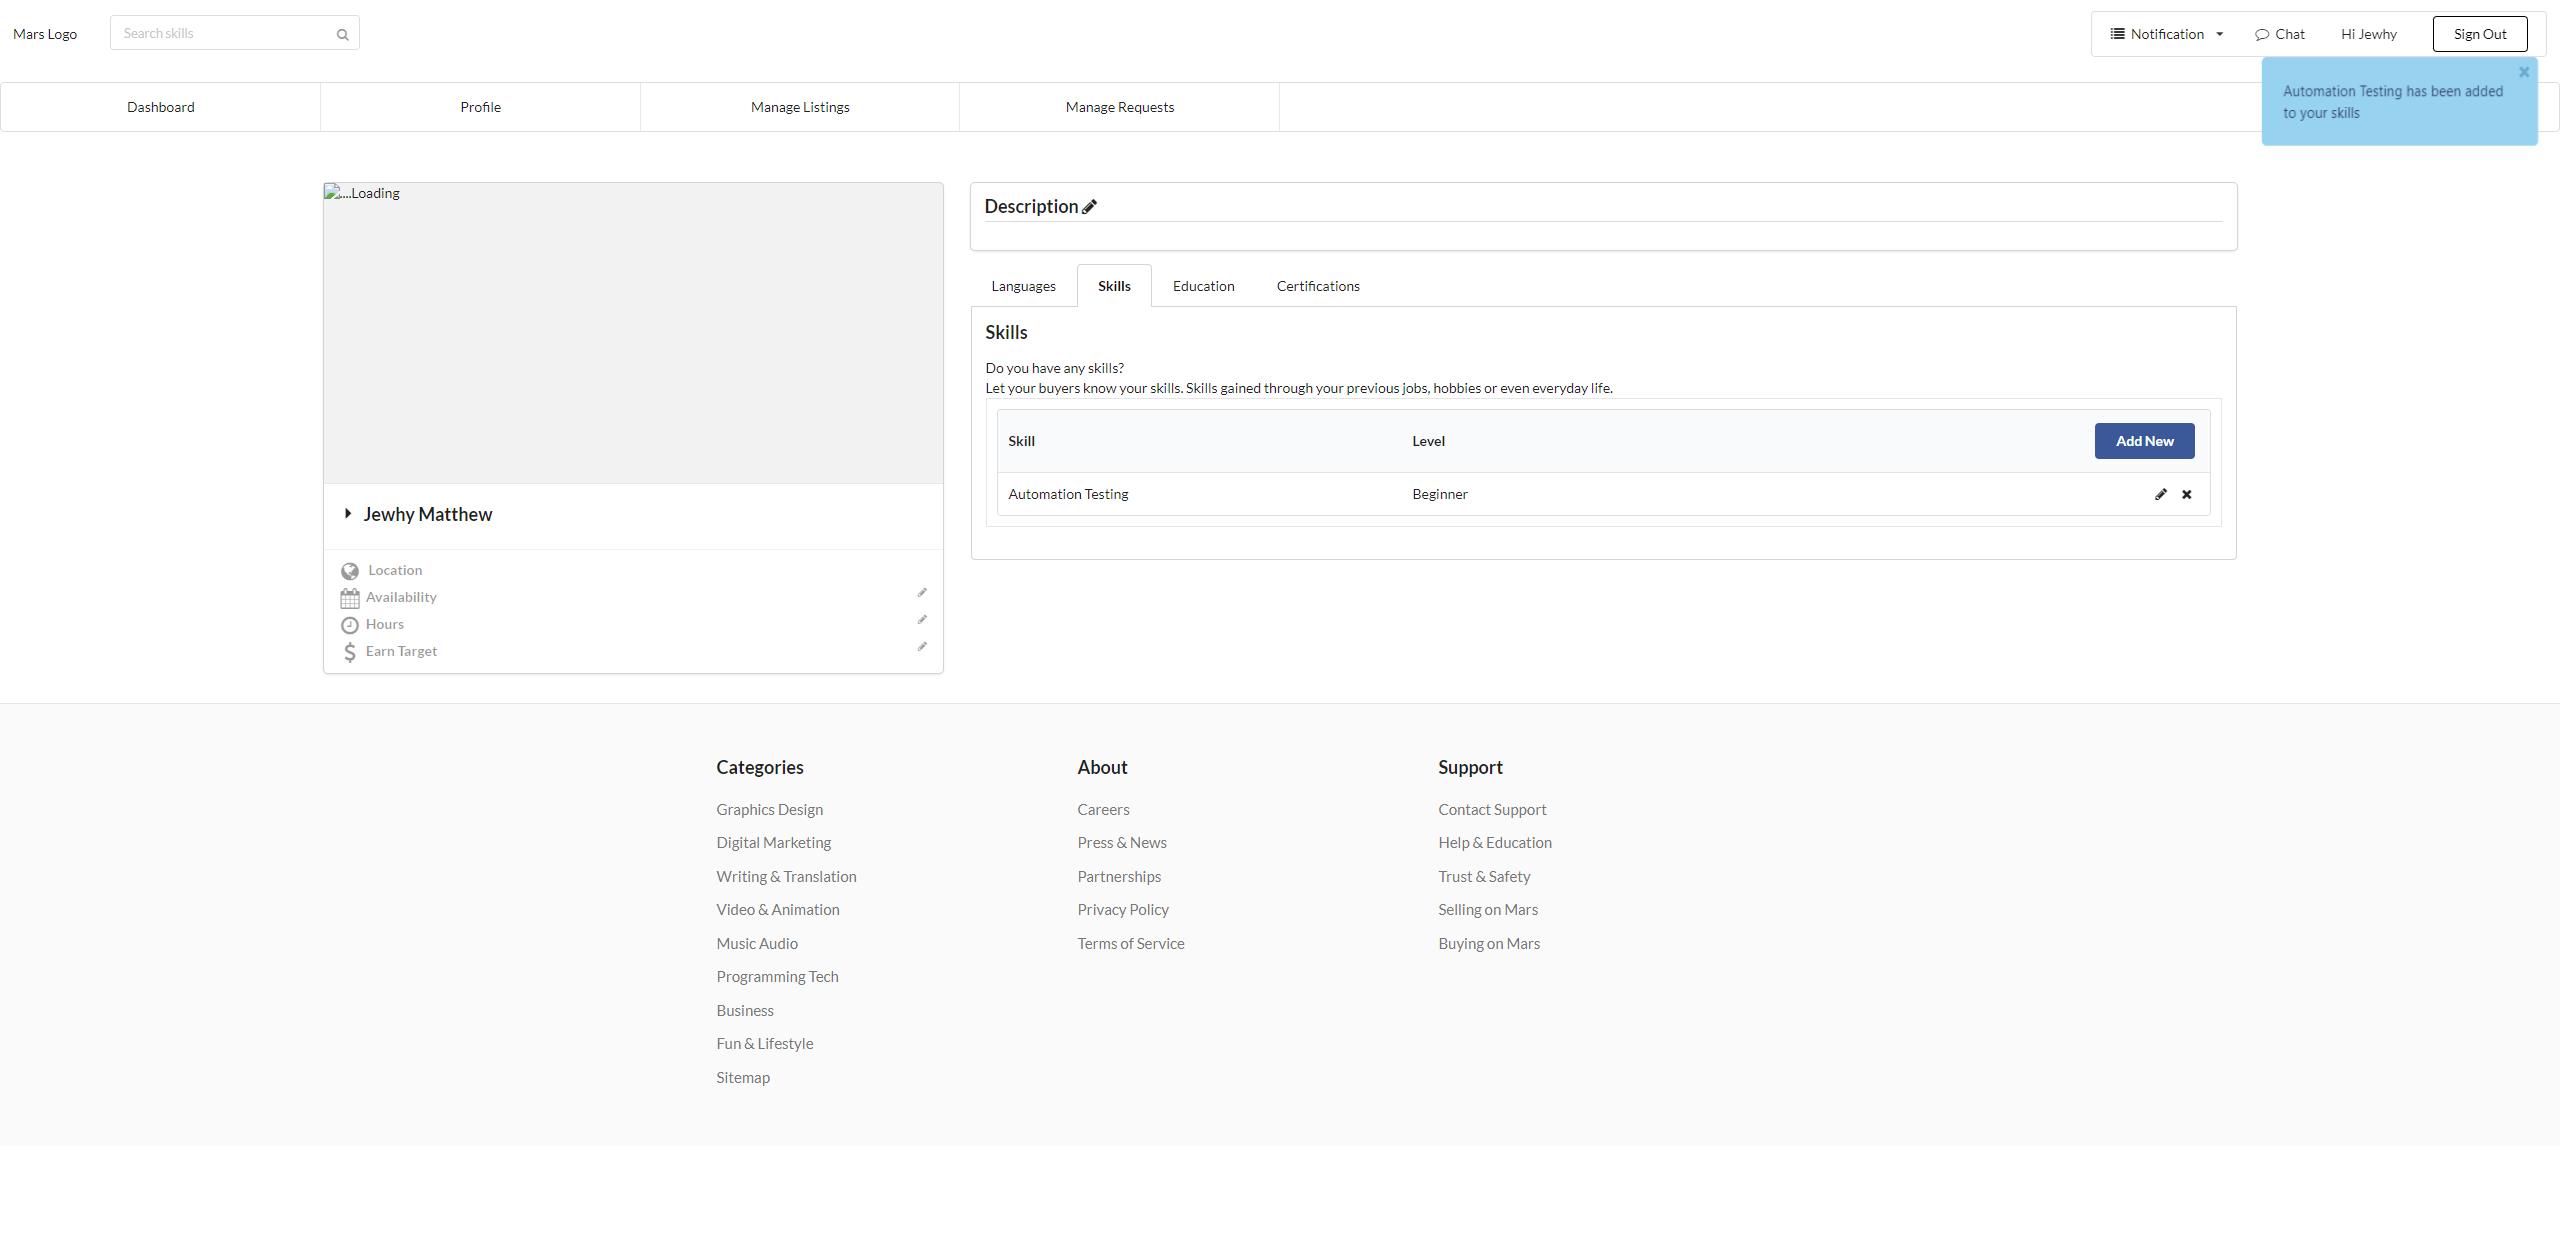 Mars Logo
Search skills
Notification
Chat
Hi Jewhy
Sign Out
Dashboard
Profile
Manage Listings
Manage Requests
Automation Testing has been added
to your skills
....Loading
Jewhy Matthew
Location
Availability
Hours
Earn Target
Description
Languages
Skills
Education
Certifications
Skills
Do you have any skills?
Let your buyers know your skills. Skills gained through your previous jobs, hobbies or even everyday life.
Skill
Level
Add New
Automation Testing
Beginner
Categories
Graphics Design
Digital Marketing
Writing & Translation
Video & Animation
Music Audio
Programming Tech
Business
Fun & Lifestyle
Sitemap
About
Careers
Press & News
Partnerships
Privacy Policy
Terms of Service
Support
Contact Support
Help & Education
Trust & Safety
Selling on Mars
Buying on Mars